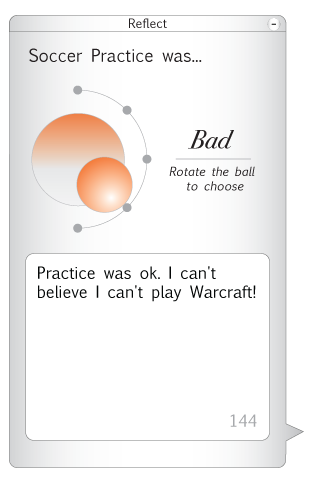 Reflect
Soccer Practice was...
Bad
Rotate the ball
to choose
Practice was ok. I can't
believe I can't play Warcraft!
144